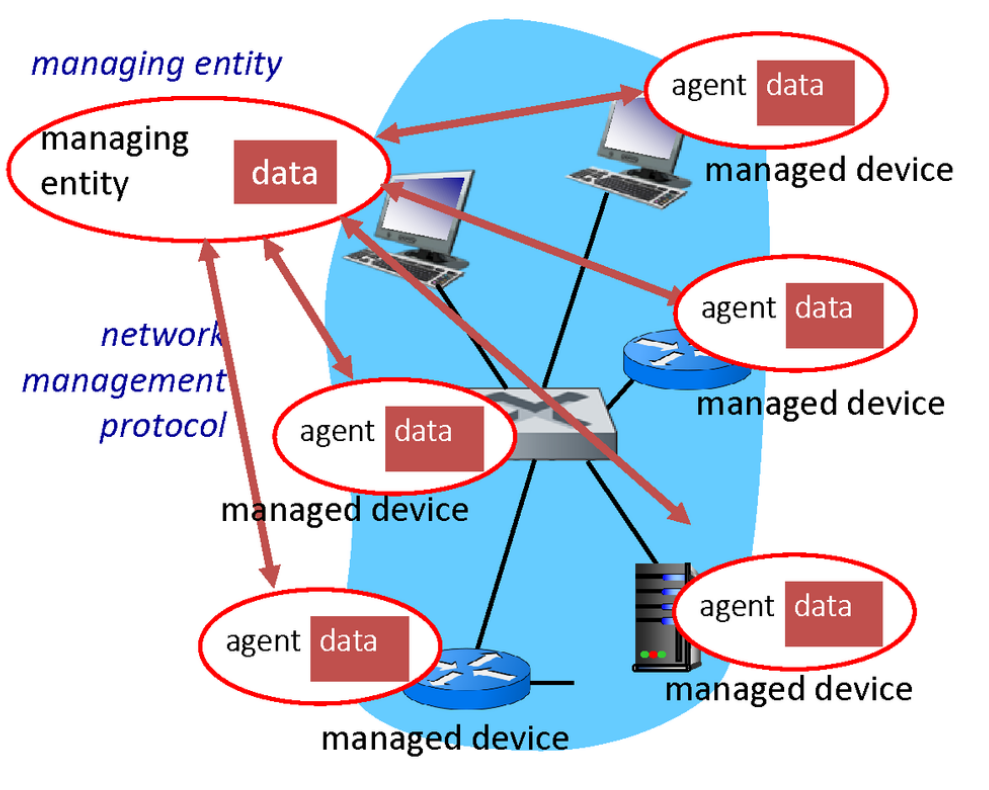 managing entity
managing
entity
data
agent data
managed device
agent data
managed device
network
management
protocol
agent data
managed device
agent data
managed device
agent data
managed device